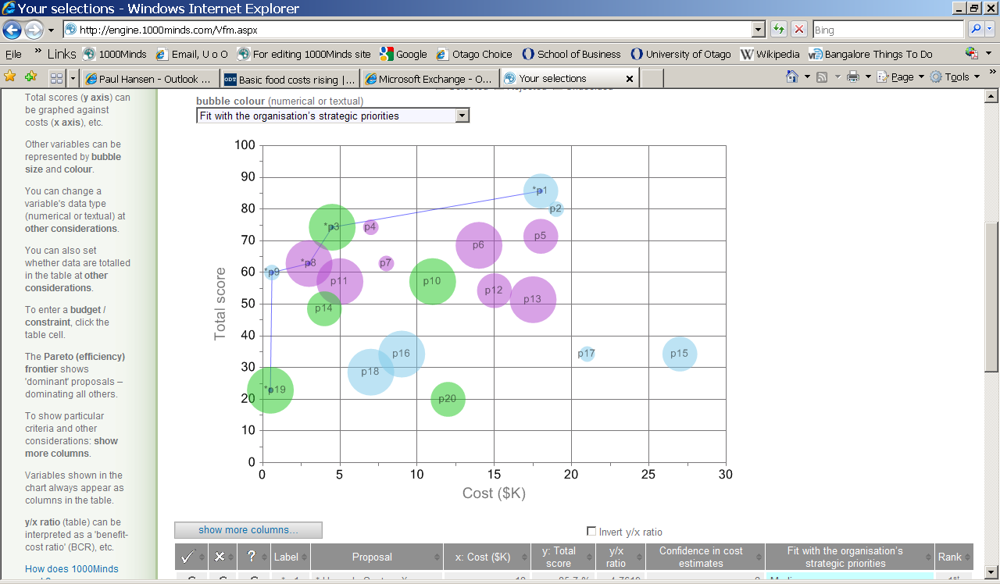 Your selections - Windows Internet Explorer
http://engine.1000minds.com/Vfm.aspx
Bing
File » Links 1000Minds Email, U o O For editing 1000Minds site Google Otago Choice School of Business University of Otago Wikipedia Bangalore Things To Do
Paul Hansen - Outlook ... ODT Basic food costs rising | ... Microsoft Exchange - O... Your selections x Page Tools »
Total scores (y axis) can
be graphed against
costs (x axis), etc.
Other variables can be
represented by bubble
size and colour.
You can change a
variable's data type
(numerical or textual) at
other considerations.
You can also set
whether data are totalled
in the table at other
considerations.
To enter a budget /
constraint, click the
table cell.
The Pareto (efficiency)
frontier shows
'dominant' proposals –
dominating all others.
To show particular
criteria and other
considerations: show
more columns.
Variables shown in the
chart always appear as
columns in the table.
y/x ratio (table) can be
interpreted as a 'benefit-
cost ratio' (BCR), etc.
How does 1000Minds
bubble colour (numerical or textual)
Fit with the organisation's strategic priorities
100
90
80
70
60
50
40
30
20
10
0
Total score
*p1
p2
*p3
p4
p5
p6
*p8
p7
*p9
p11
p10
p12
p13
p14
p16
p17
p15
p18
*p19
p20
0 5 10 15 20 25 30
Cost ($K)
show more columns...
Invert y/x ratio
✓ × ? Label Proposal x: Cost ($K) y: Total score y/x ratio Confidence in cost estimates Fit with the organisation's strategic priorities Rank